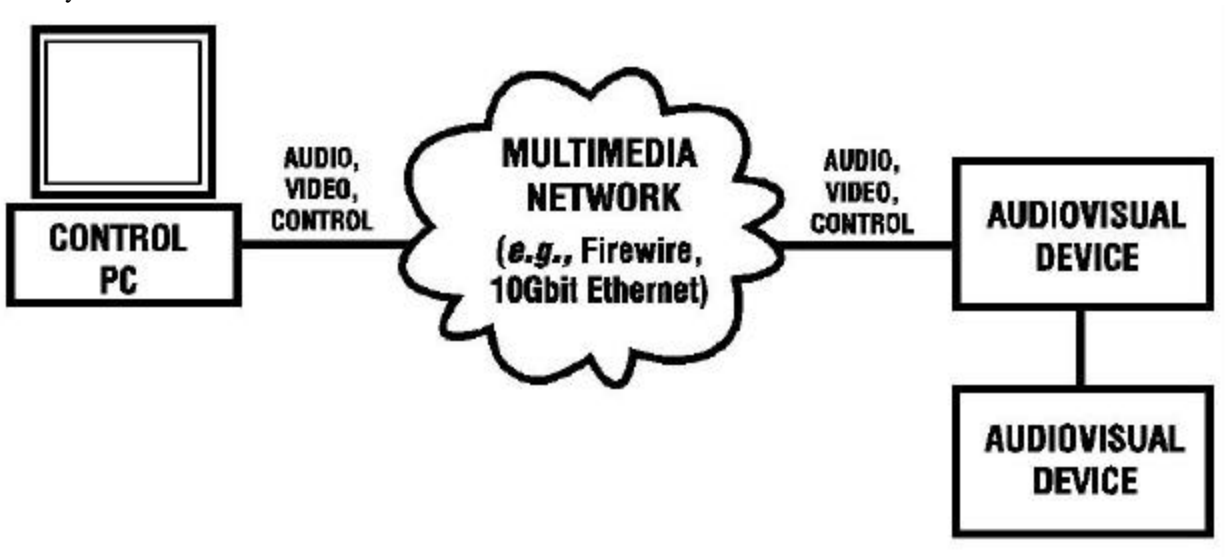 CONTROL
PC
AUDIO,
VIDEO,
CONTROL
MULTIMEDIA
NETWORK
(e.g., Firewire,
10Gbit Ethernet)
AUDIO,
VIDEO,
CONTROL
AUDIOVISUAL
DEVICE
AUDIOVISUAL
DEVICE